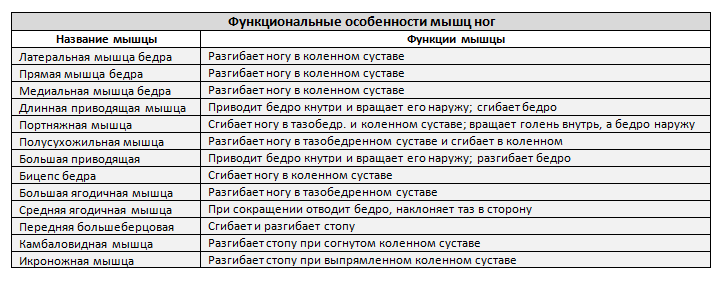 Функциональные особенности мышц ног
Название мышцы Функции мышцы
Латеральная мышца бедра Разгибает ногу в коленном суставе
Прямая мышца бедра Разгибает ногу в коленном суставе
Медиальная мышца бедра Разгибает ногу в коленном суставе
Длинная приводящая мышца Приводит бедро кнутри и вращает его наружу; сгибает бедро
Портняжная мышца Сгибает ногу в тазобедр. и коленном суставе; вращает голень внутрь, а бедро наружу
Полусухожильная мышца Разгибает ногу в тазобедренном суставе и сгибает в коленном
Большая приводящая Приводит бедро кнутри и вращает его наружу; разгибает бедро
Бицепс бедра Сгибает ногу в коленном суставе
Большая ягодичная мышца Разгибает ногу в тазобедренном суставе
Средняя ягодичная мышца При сокращении отводит бедро, наклоняет таз в сторону
Передняя большеберцовая Сгибает и разгибает стопу
Камбаловидная мышца Разгибает стопу при согнутом коленном суставе
Икроножная мышца Разгибает стопу при выпрямленном коленном суставе